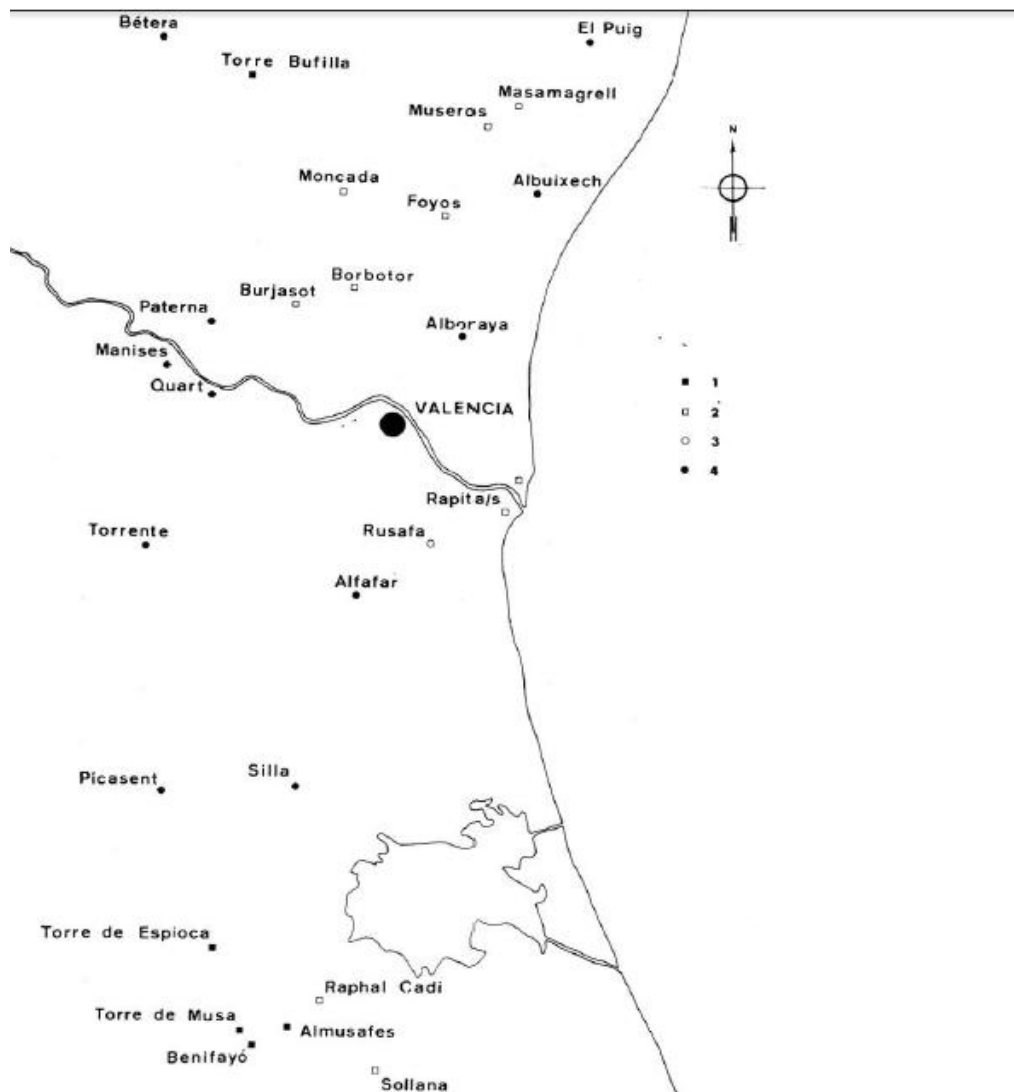 Bétera
El Puig
Torre Bufilla
Masamagrell
Museros
Moncada
Albuixech
Foyos
N
Borbotor
Burjasot
Paterna
Alboraya
Manises
Quart
1
VALENCIA
2
3
4
Rapita/s
Torrente
Rusafa
Alfafar
Picasent
Silla
Torre de Espioca
Raphal Cadi
Torre de Musa
Almusafes
Benifayó
Sollana